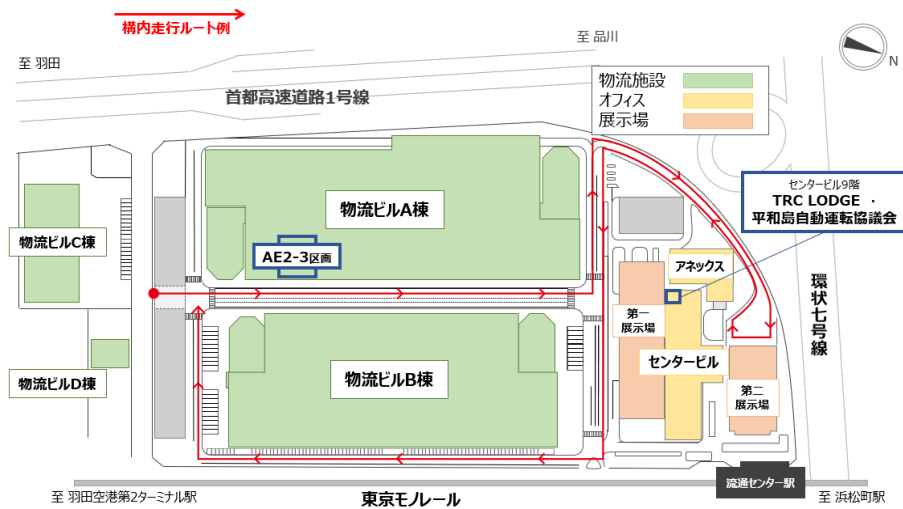 構内走行ルート例
至 品川
至 羽田
N
首都高速道路1号線
物流施設
オフィス
展示場
センタービル9階
TRC LODGE ・
平和島自動運転協議会
物流ビルA棟
物流ビルC棟
AE2-3区画
アネックス
環状七号線
第一
展示場
センタービル
物流ビルB棟
物流ビルD棟
第二
展示場
流通センター駅
至 羽田空港第2ターミナル駅
東京モノレール
至 浜松町駅